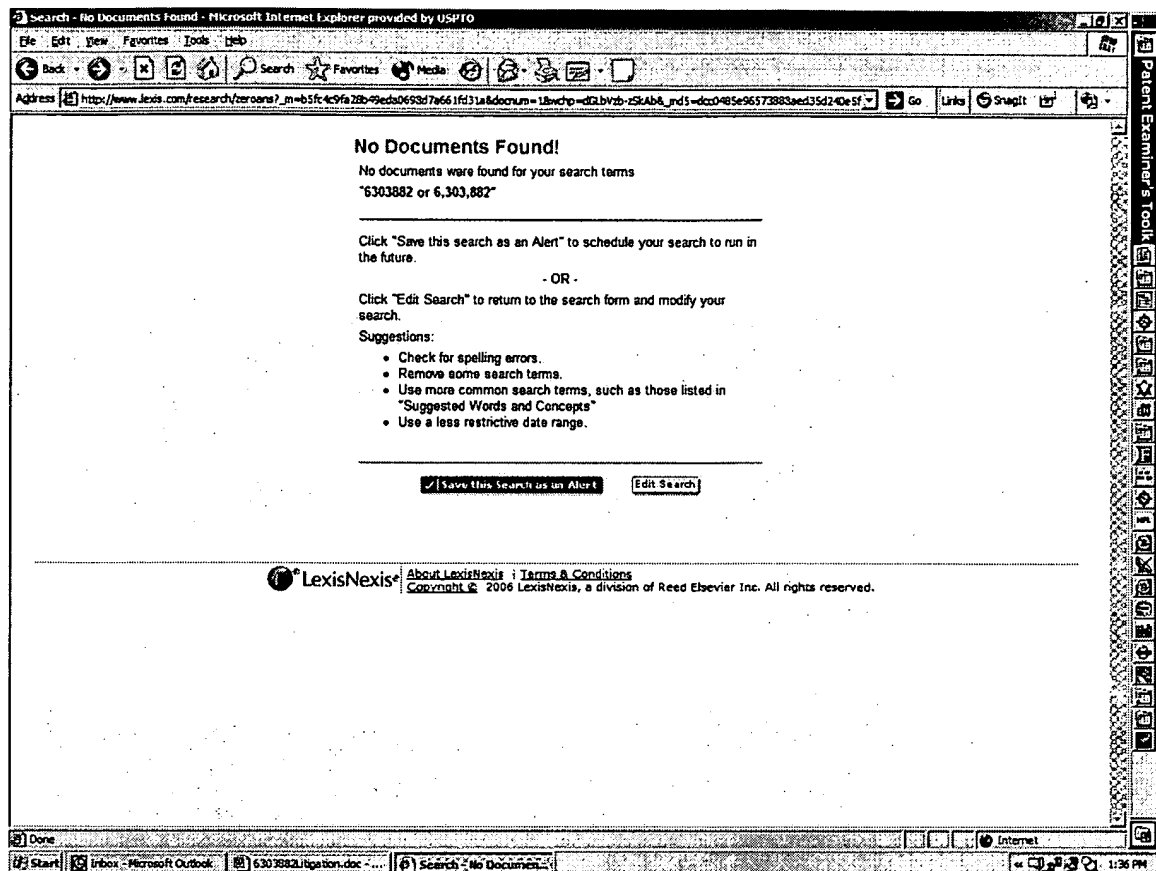 Search - No Documents Found - Microsoft Internet Explorer provided by USPTO
File Edit View Favorites Tools Help
Back Search Favorites Media
Address http://www.lexis.com/research/zeroans?
Go Links SnagIt
Patent Examiner's Toolk
No Documents Found!
No documents were found for your search terms
"6303882 or 6,303,882"
Click "Save this search as an Alert" to schedule your search to run in
the future.
- OR -
Click "Edit Search" to return to the search form and modify your
search.
Suggestions:
• Check for spelling errors.
• Remove some search terms.
• Use more common search terms, such as those listed in
"Suggested Words and Concepts"
• Use a less restrictive date range.
✓ Save this Search as an Alert Edit Search
LexisNexis® About LexisNexis | Terms & Conditions
Copyright © 2006 LexisNexis, a division of Reed Elsevier Inc. All rights reserved.
Done Internet
Start Inbox - Microsoft Outlook 6303882Litigation.doc - .... Search - No Documen... 1:36 PM